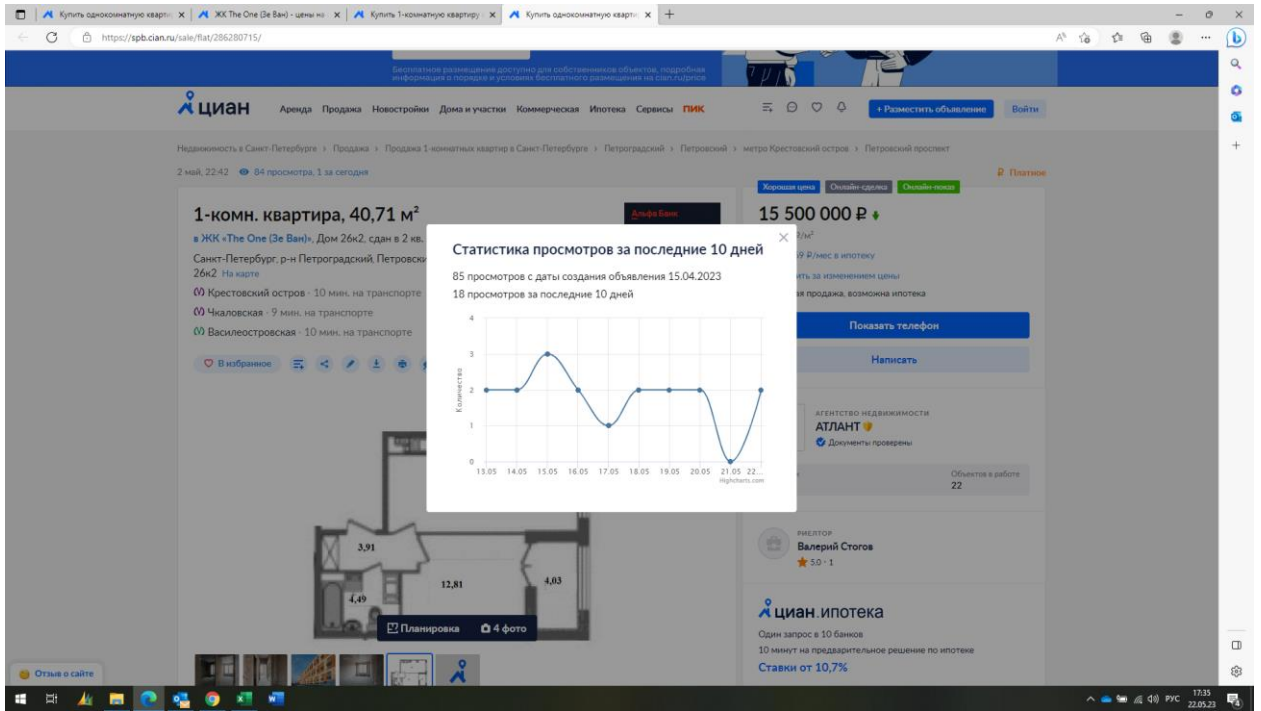 Купить однокомнатную кварти
ЖК The One (Зе Ван) - цены на
Купить 1-комнатную квартиру
Купить однокомнатную кварти
https://spb.cian.ru/sale/flat/286280715/
Бесплатное размещение доступно для собственников объектов, подробная
информация о порядке и условиях бесплатного размещения на cian.ru/price
циан Аренда Продажа Новостройки Дома и участки Коммерческая Ипотека Сервисы ПИК + Разместить объявление Войти
Недвижимость в Санкт-Петербурге > Продажа > Продажа 1-комнатных квартир в Санкт-Петербурге > Петроградский > Петровский > метро Крестовский остров > Петровский проспект
2 май, 22:42 84 просмотра, 1 за сегодня ₽ Платное
Хорошая цена Онлайн-сделка Онлайн-показ
1-комн. квартира, 40,71 м²
Альфа Банк
15 500 000 ₽
в ЖК «The One (Зе Ван)», Дом 26к2, сдан в 2 кв.
₽/м²
Санкт-Петербург, р-н Петроградский, Петровски
9 ₽/мес в ипотеку
26к2 На карте
ить за изменением цены
Крестовский остров · 10 мин. на транспорте
я продажа, возможна ипотека
Чкаловская · 9 мин. на транспорте
Василеостровская · 10 мин. на транспорте
Показать телефон
В избранное
Написать
Статистика просмотров за последние 10 дней
85 просмотров с даты создания объявления 15.04.2023
18 просмотров за последние 10 дней
Количество
4
3
2
1
0
13.05 14.05 15.05 16.05 17.05 18.05 19.05 20.05 21.05 22...
Highcharts.com
АГЕНТСТВО НЕДВИЖИМОСТИ
АТЛАНТ
Документы проверены
Объектов в работе
22
РИЕЛТОР
Валерий Стогов
5.0 · 1
3,91
12,81
4,03
4,49
Планировка 4 фото
циан.ипотека
Один запрос в 10 банков
10 минут на предварительное решение по ипотеке
Ставки от 10,7%
Отзыв о сайте
РУС
17:35
22.05.23